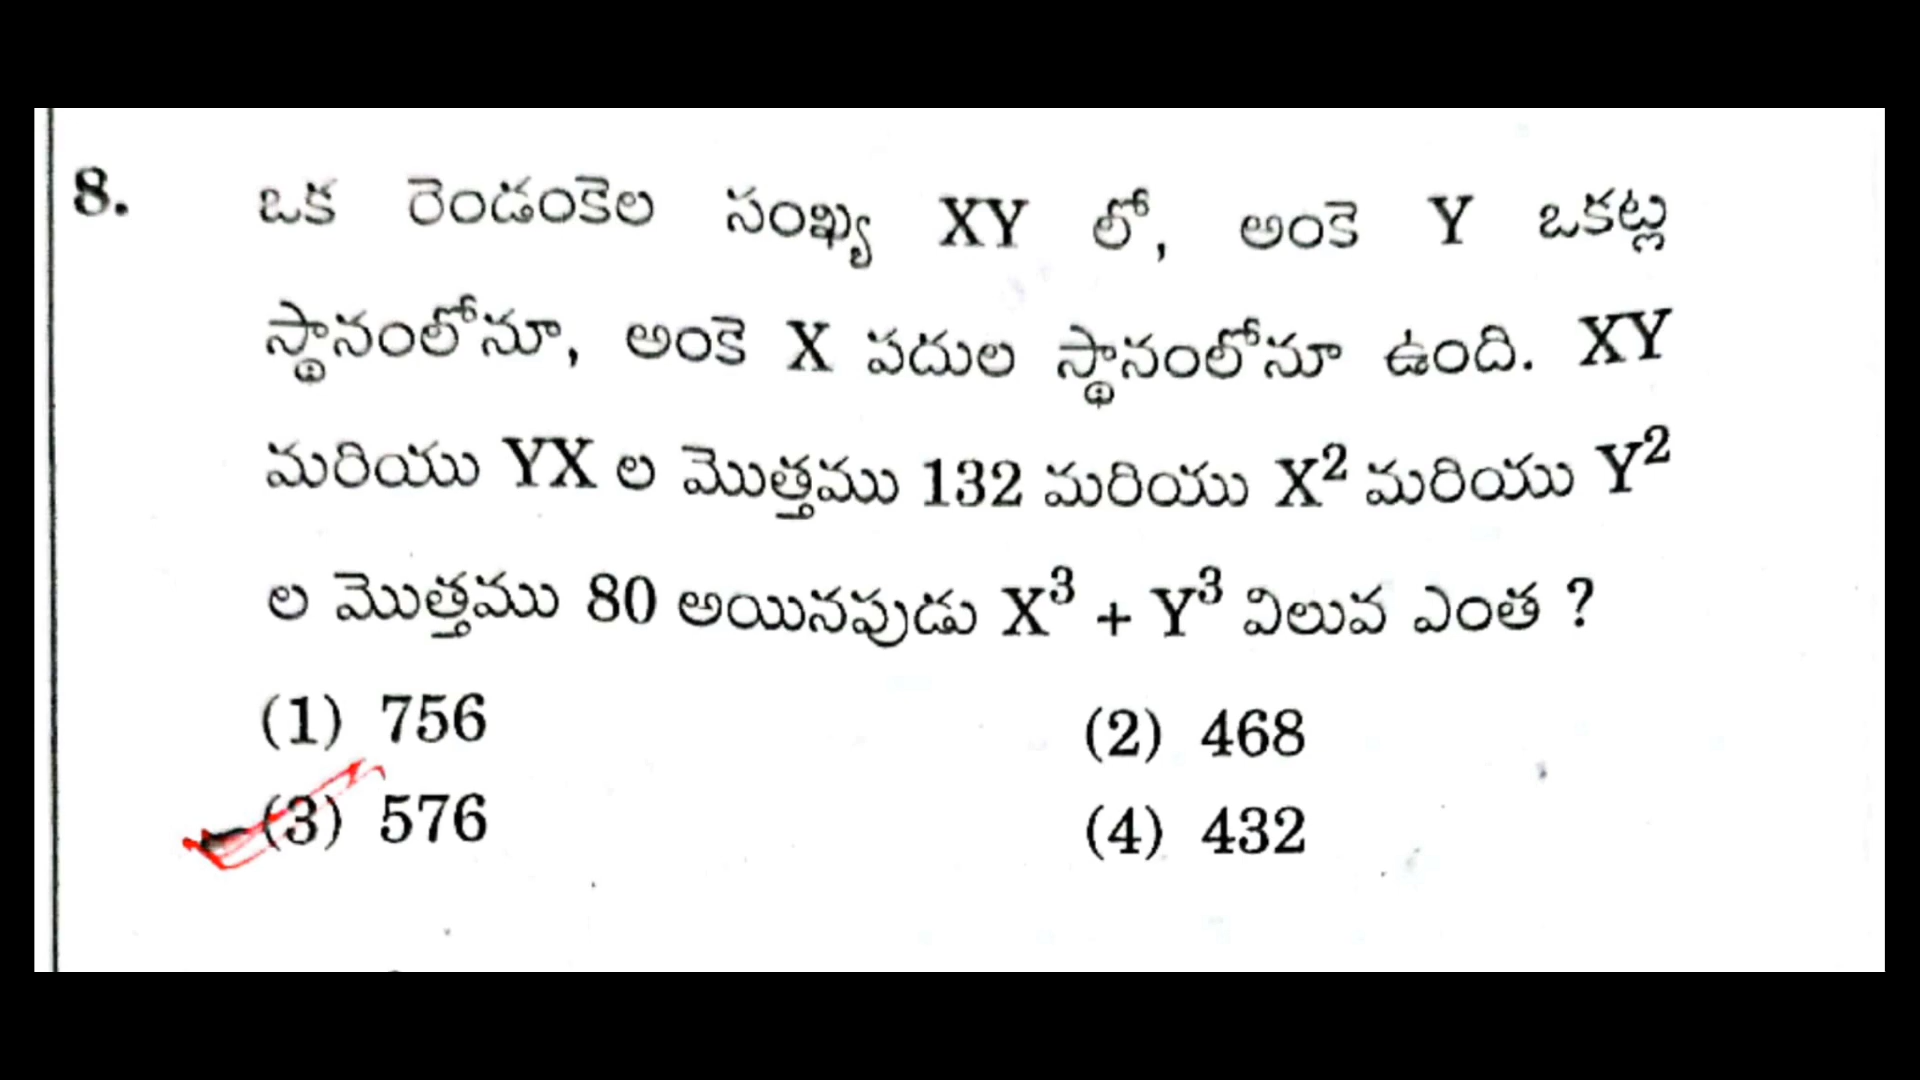 8. ఒక రెండంకెల సంఖ్య XY లో, అంకె Y ఒకట్ల
స్థానంలోనూ, అంకె X పదుల స్థానంలోనూ ఉంది. XY
మరియు YX ల మొత్తము 132 మరియు X² మరియు Y²
ల మొత్తము 80 అయినపుడు X³ + Y³ విలువ ఎంత ?
(1) 756 (2) 468
(3) 576 (4) 432